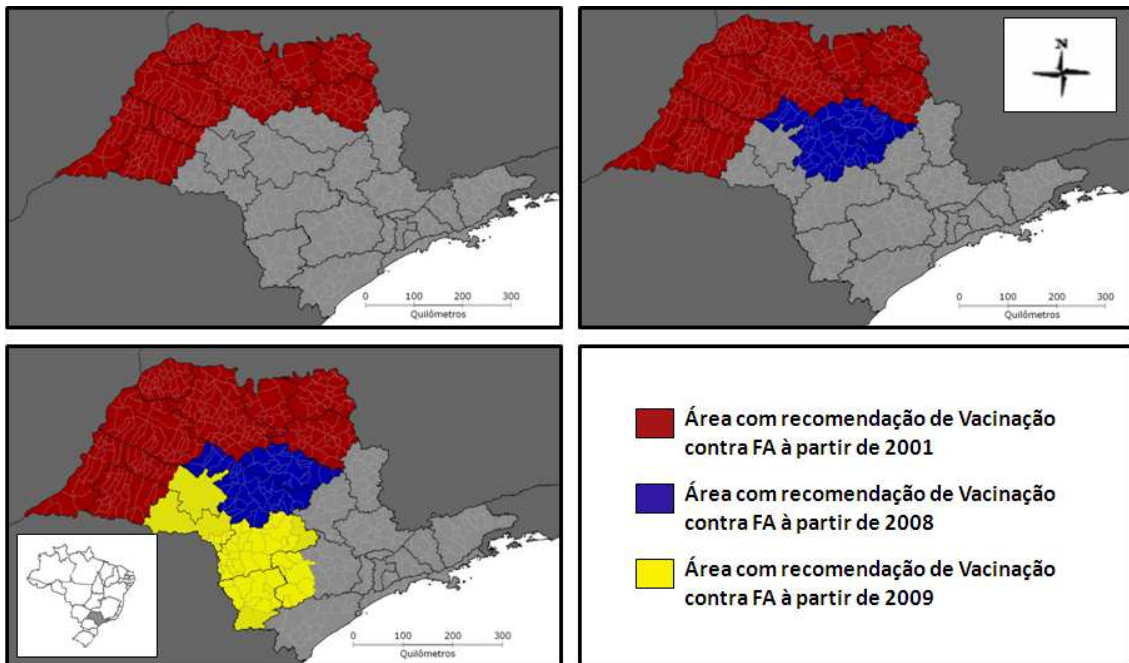 0 100 200 300
Quilômetros
N
0 100 200 300
Quilômetros
0 100 200 300
Quilômetros
Área com recomendação de Vacinação
contra FA à partir de 2001
Área com recomendação de Vacinação
contra FA à partir de 2008
Área com recomendação de Vacinação
contra FA à partir de 2009